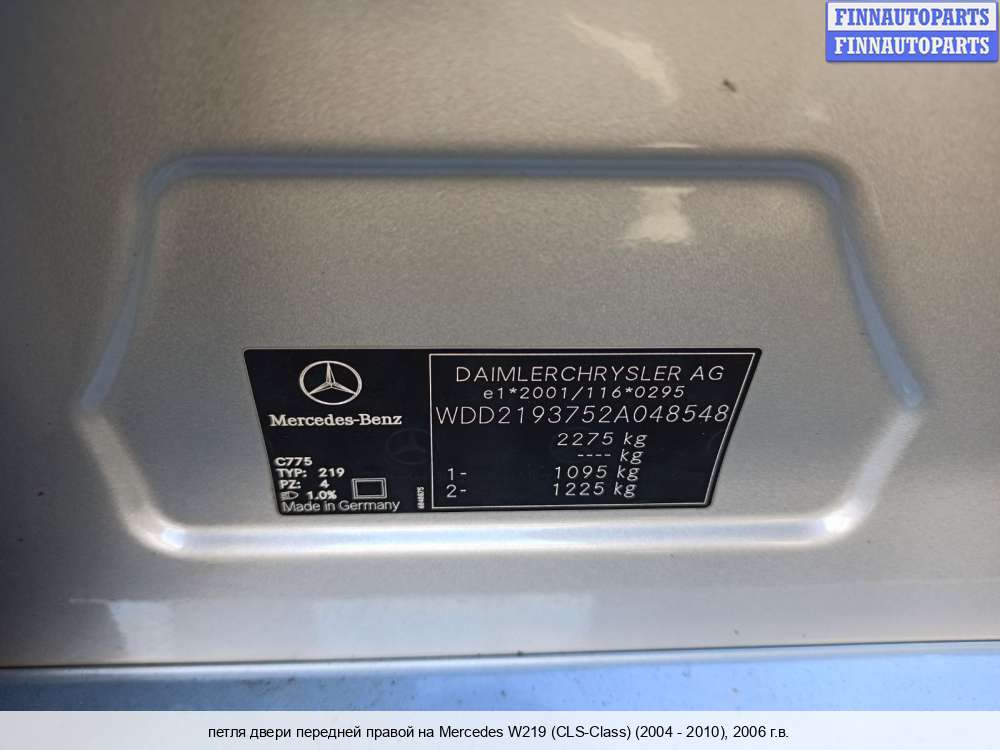 FINNAUTOPARTS
FINNAUTOPARTS
DAIMLERCHRYSLER AG
e1*2001/116*0295
WDD2193752A048548
2275 kg
---- kg
1- 1095 kg
2- 1225 kg
Mercedes-Benz
C775
TYP: 219
PZ: 4
1.0%
Made in Germany
петля двери передней правой на Mercedes W219 (CLS-Class) (2004 - 2010), 2006 г.в.